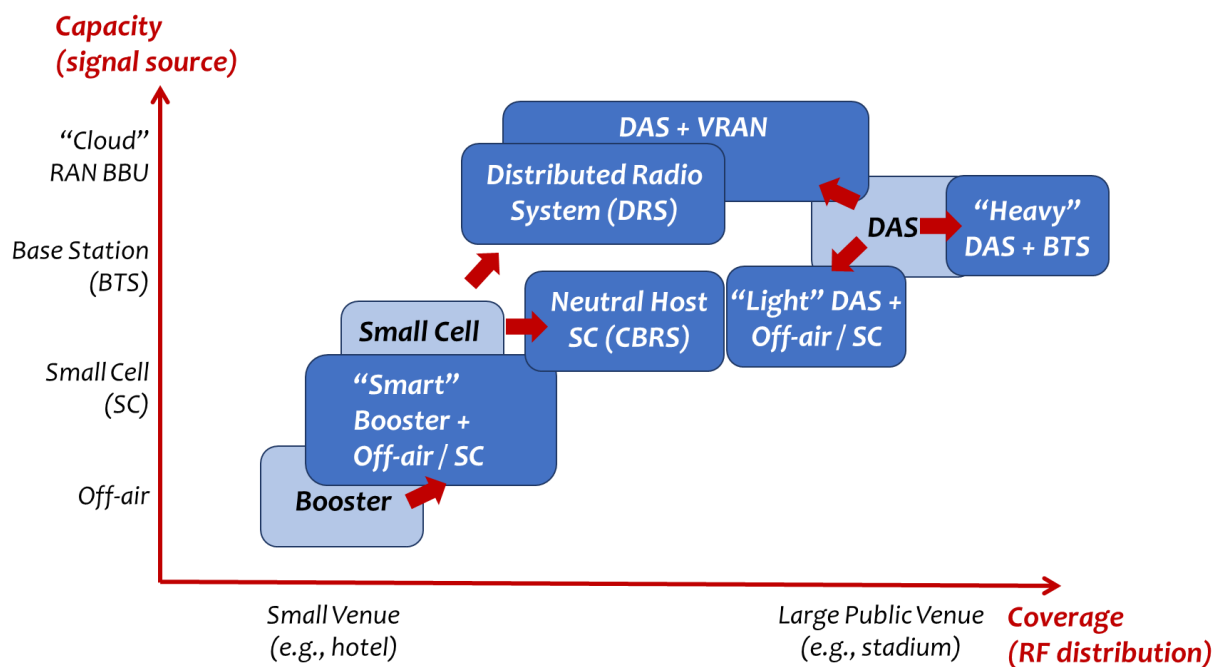 Capacity
(signal source)
“Cloud”
RAN BBU
Base Station
(BTS)
Small Cell
(SC)
Off-air
DAS + VRAN
Distributed Radio
System (DRS)
DAS
“Heavy”
DAS + BTS
Small Cell
Neutral Host
SC (CBRS)
“Light” DAS +
Off-air / SC
“Smart”
Booster +
Off-air / SC
Booster
Small Venue
(e.g., hotel)
Large Public Venue
(e.g., stadium)
Coverage
(RF distribution)